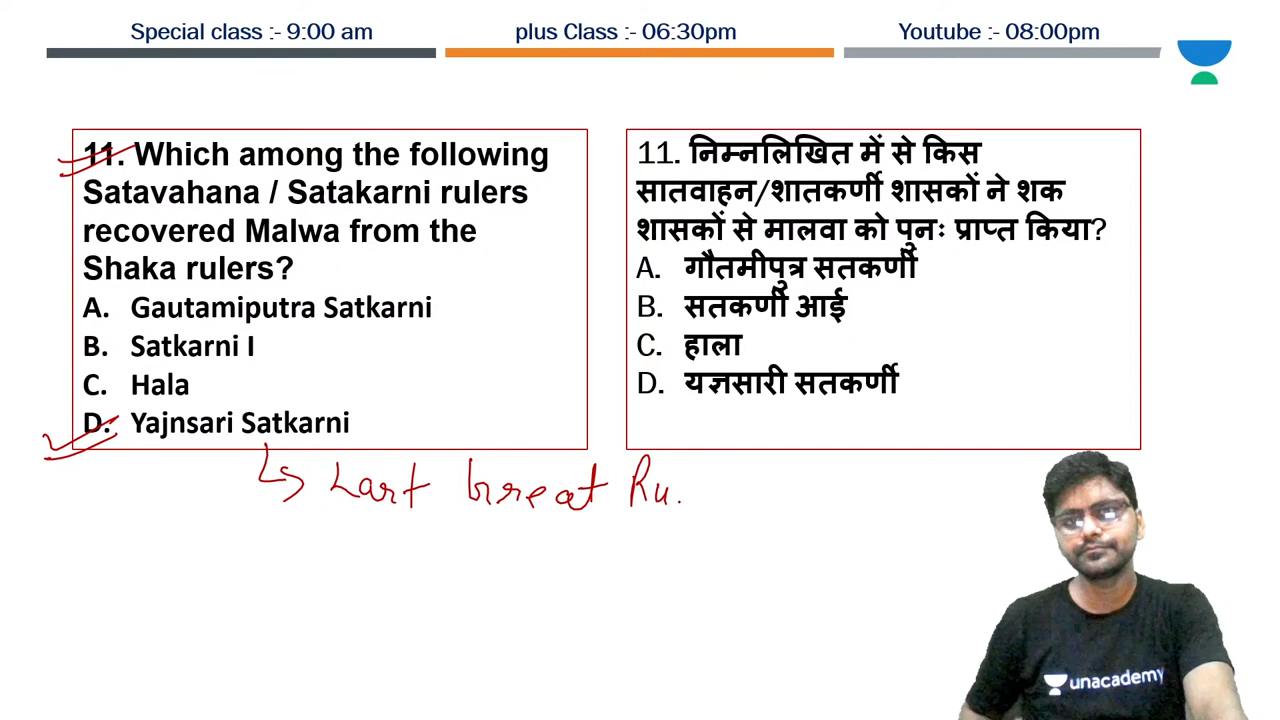 Special class :- 9:00 am
plus Class :- 06:30pm
Youtube :- 08:00pm
11. Which among the following
Satavahana / Satakarni rulers
recovered Malwa from the
Shaka rulers?
A. Gautamiputra Satkarni
B. Satkarni I
C. Hala
D. Yajnsari Satkarni
11. निम्नलिखित में से किस
सातवाहन/शातकर्णी शासकों ने शक
शासकों से मालवा को पुनः प्राप्त किया?
A. गौतमीपुत्र सतकर्णी
B. सतकर्णी आई
C. हाला
D. यज्ञसारी सतकर्णी
Last Great Ru.
unacademy